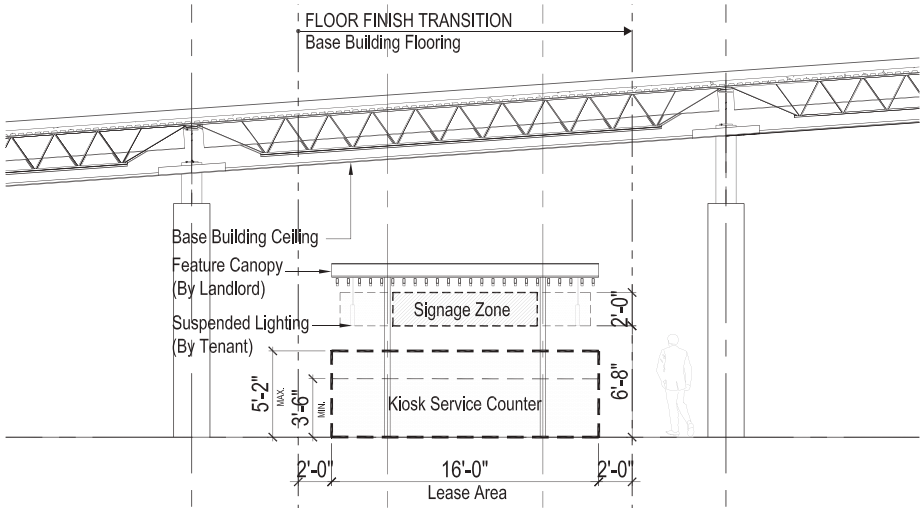 FLOOR FINISH TRANSITION
Base Building Flooring
Base Building Ceiling
Feature Canopy
(By Landlord)
Signage Zone
2'-0"
Suspended Lighting
(By Tenant)
5'-2"
MAX.
3'-6"
MIN.
6'-8"
Kiosk Service Counter
2'-0"
16'-0"
2'-0"
Lease Area